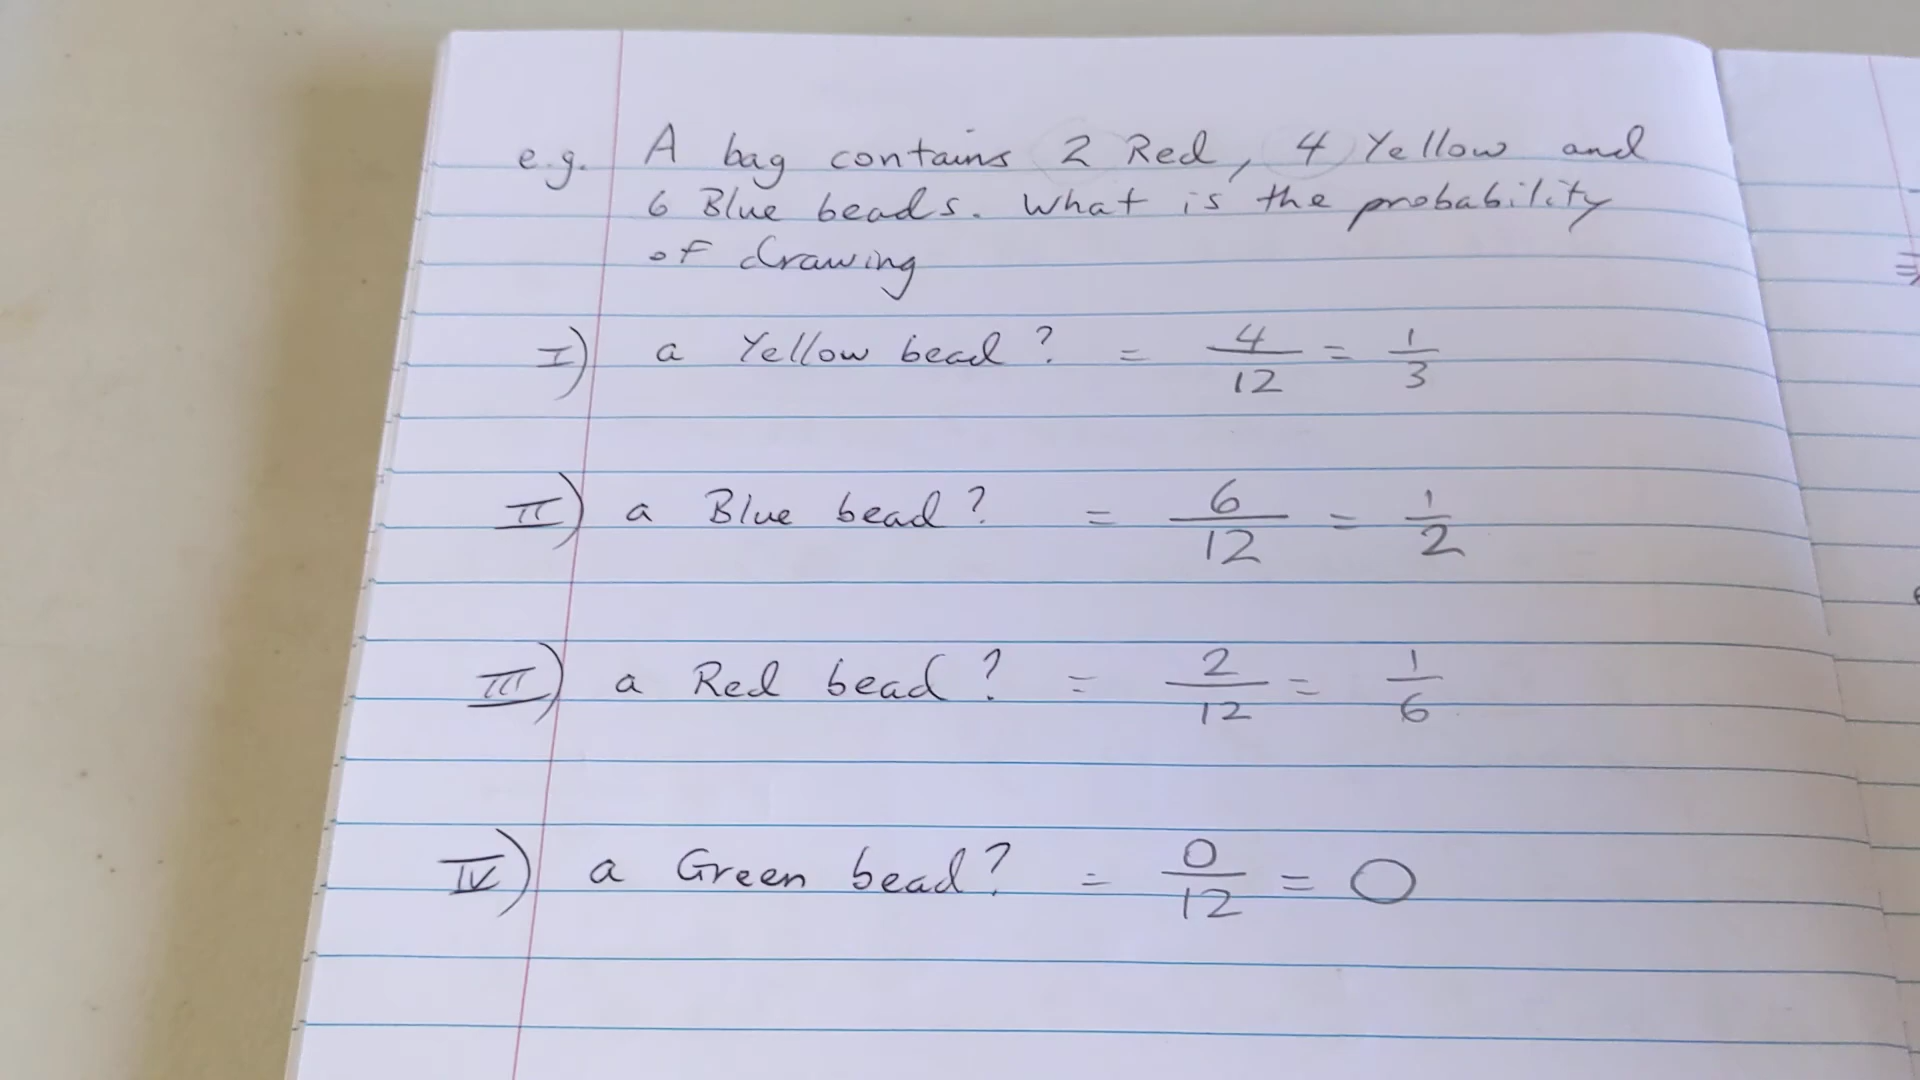 e.g. A bag contains 2 Red, 4 Yellow and
6 Blue beads. What is the probability
of drawing
I) a Yellow bead? = 4/12 = 1/3
II) a Blue bead? = 6/12 = 1/2
III) a Red bead? = 2/12 = 1/6
IV) a Green bead? = 0/12 = 0